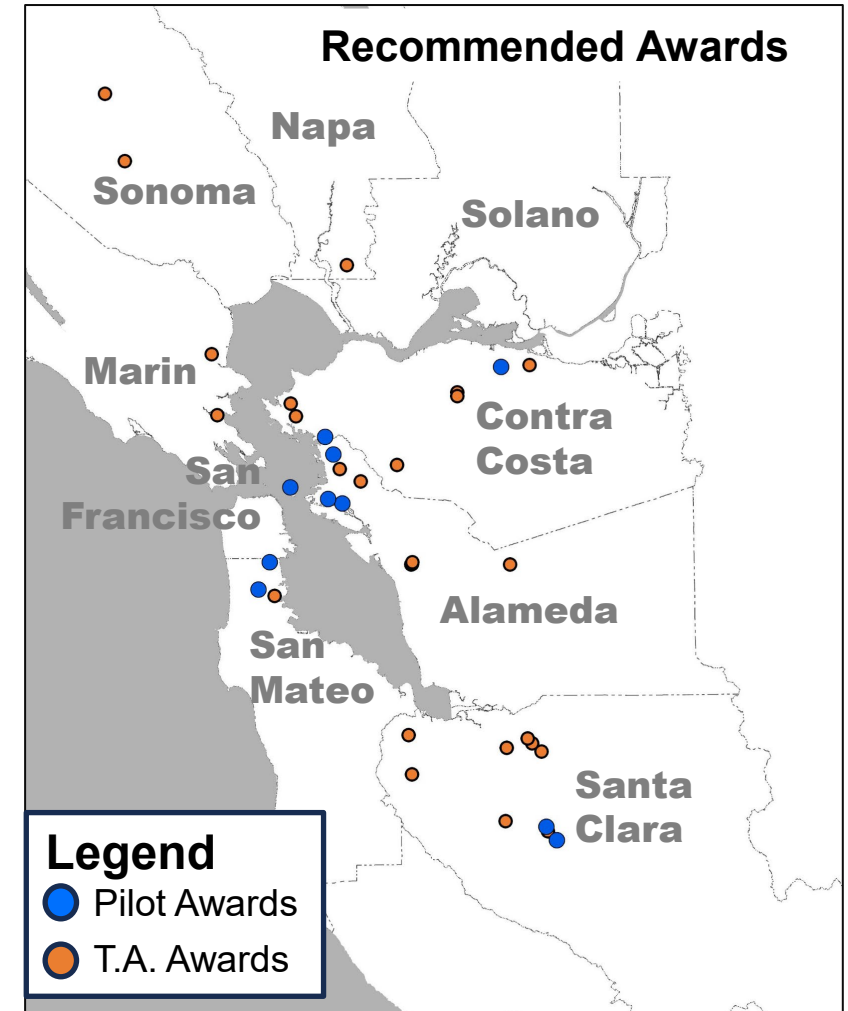 Recommended Awards
Napa
Sonoma
Solano
Marin
Contra
Costa
San
Francisco
Alameda
San
Mateo
Santa
Clara
Legend
Pilot Awards
T.A. Awards